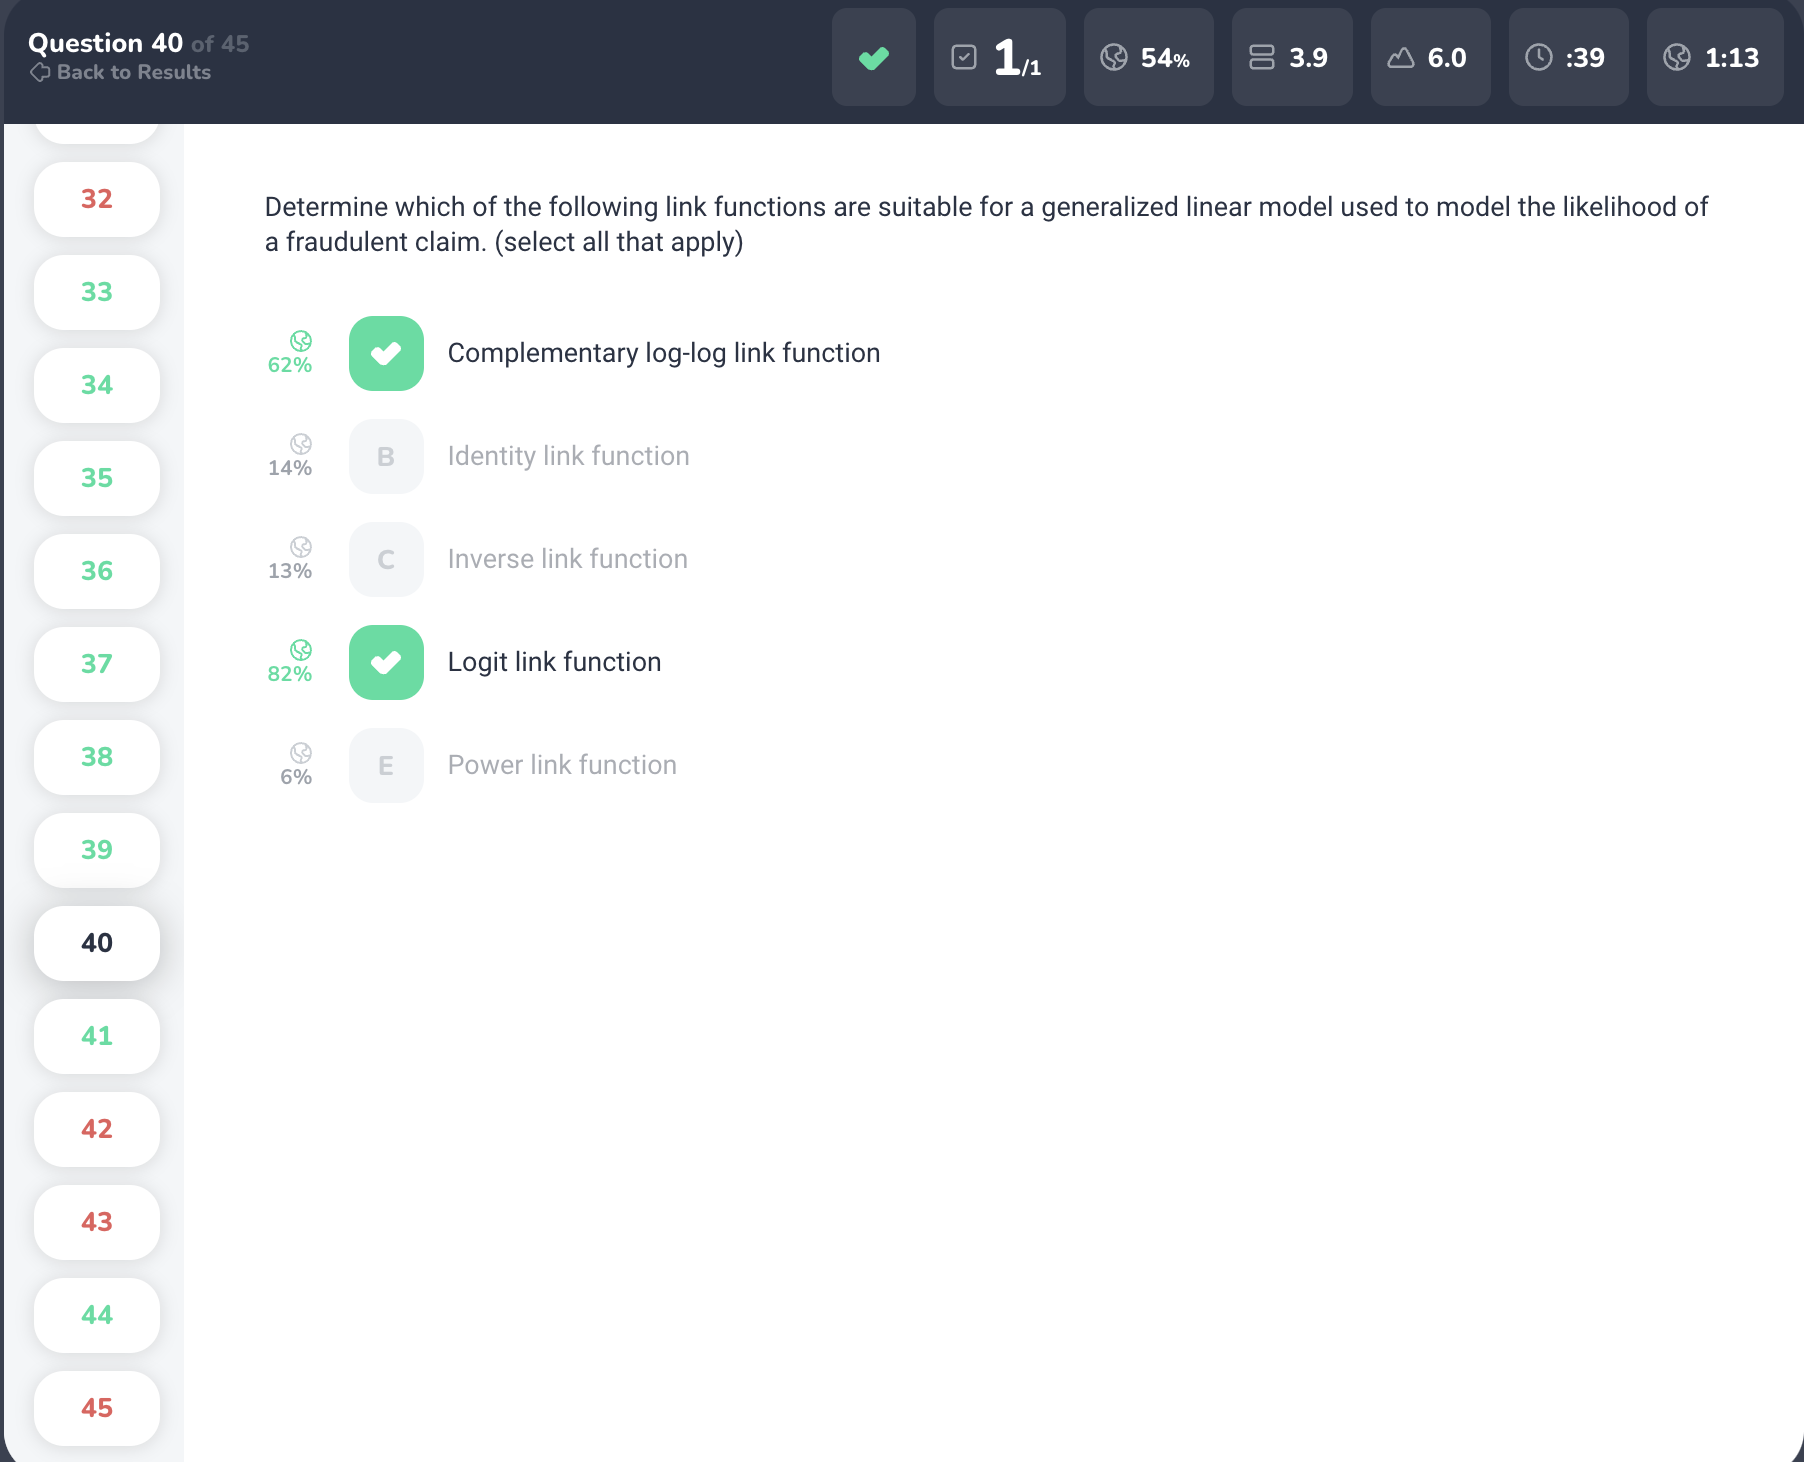 Question 40 of 45
Back to Results
1/1
54%
3.9
6.0
:39
1:13
32
33
34
35
36
37
38
39
40
41
42
43
44
45
Determine which of the following link functions are suitable for a generalized linear model used to model the likelihood of
a fraudulent claim. (select all that apply)
62%
Complementary log-log link function
14%
B
Identity link function
13%
C
Inverse link function
82%
Logit link function
6%
E
Power link function